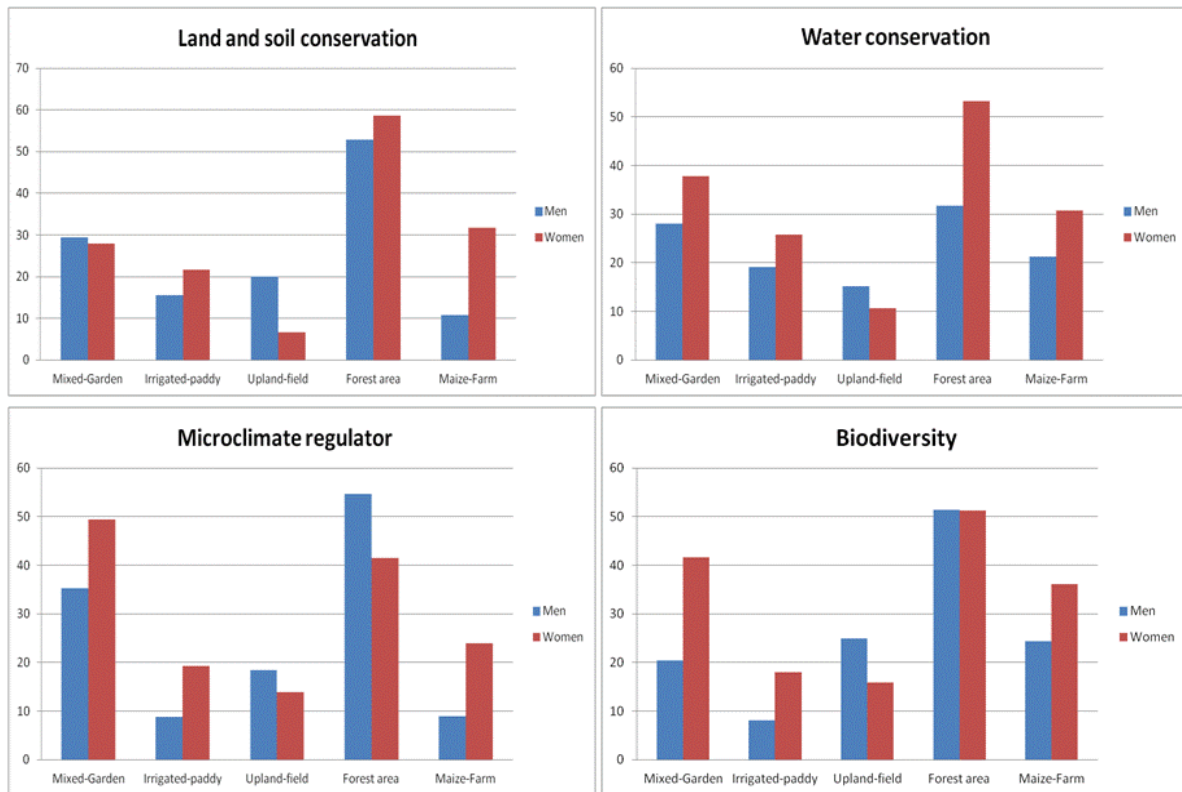 Land and soil conservation
70
60
50
40
30
20
10
0
Mixed-Garden Irrigated-paddy Upland-field Forest area Maize-Farm
Men
Women
Water conservation
60
50
40
30
20
10
0
Mixed-Garden Irrigated-paddy Upland-field Forest area Maize-Farm
Men
Women
Microclimate regulator
60
50
40
30
20
10
0
Mixed-Garden Irrigated-paddy Upland-field Forest area Maize-Farm
Men
Women
Biodiversity
60
50
40
30
20
10
0
Mixed-Garden Irrigated-paddy Upland-field Forest area Maize-Farm
Men
Women